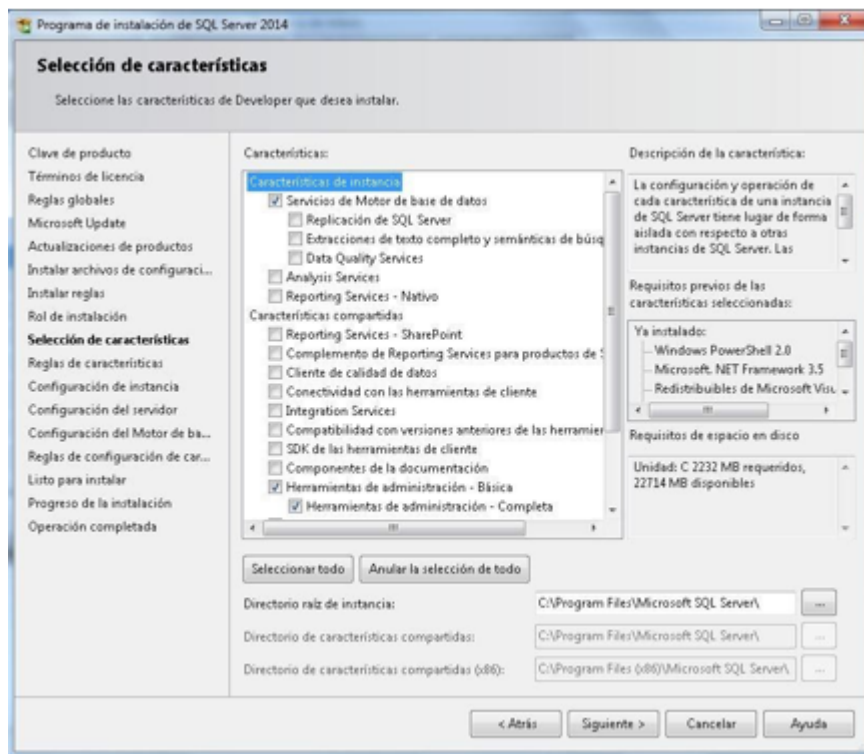 Programa de instalación de SQL Server 2014
Selección de características
Seleccione las características de Developer que desea instalar.
Clave de producto
Términos de licencia
Reglas globales
Microsoft Update
Actualizaciones de productos
Instalar archivos de configuraci...
Instalar reglas
Rol de instalación
Selección de características
Reglas de características
Configuración de instancia
Configuración del servidor
Configuración del Motor de ba...
Reglas de configuración de car...
Listo para instalar
Progreso de la instalación
Operación completada
Características:
Características de instancia
Servicios de Motor de base de datos
Replicación de SQL Server
Extracciones de texto completo y semánticas de búsq
Data Quality Services
Analysis Services
Reporting Services - Nativo
Características compartidas
Reporting Services - SharePoint
Complemento de Reporting Services para productos de S
Cliente de calidad de datos
Conectividad con las herramientas de cliente
Integration Services
Compatibilidad con versiones anteriores de las herramier
SDK de las herramientas de cliente
Componentes de la documentación
Herramientas de administración - Básica
Herramientas de administración - Completa
Descripción de la característica:
La configuración y operación de
cada característica de una instancia
de SQL Server tiene lugar de forma
aislada con respecto a otras
instancias de SQL Server. Las
Requisitos previos de las
características seleccionadas:
Ya instalado:
Windows PowerShell 2.0
Microsoft. NET Framework 3.5
Redistribuibles de Microsoft Visu
Requisitos de espacio en disco
Unidad: C 2232 MB requeridos,
22714 MB disponibles
Seleccionar todo
Anular la selección de todo
Directorio raíz de instancia:
C:\Program Files\Microsoft SQL Server\
...
Directorio de características compartidas:
C:\Program Files\Microsoft SQL Server\
...
Directorio de características compartidas (x86):
C:\Program Files (x86)\Microsoft SQL Server\
...
< Atrás
Siguiente >
Cancelar
Ayuda